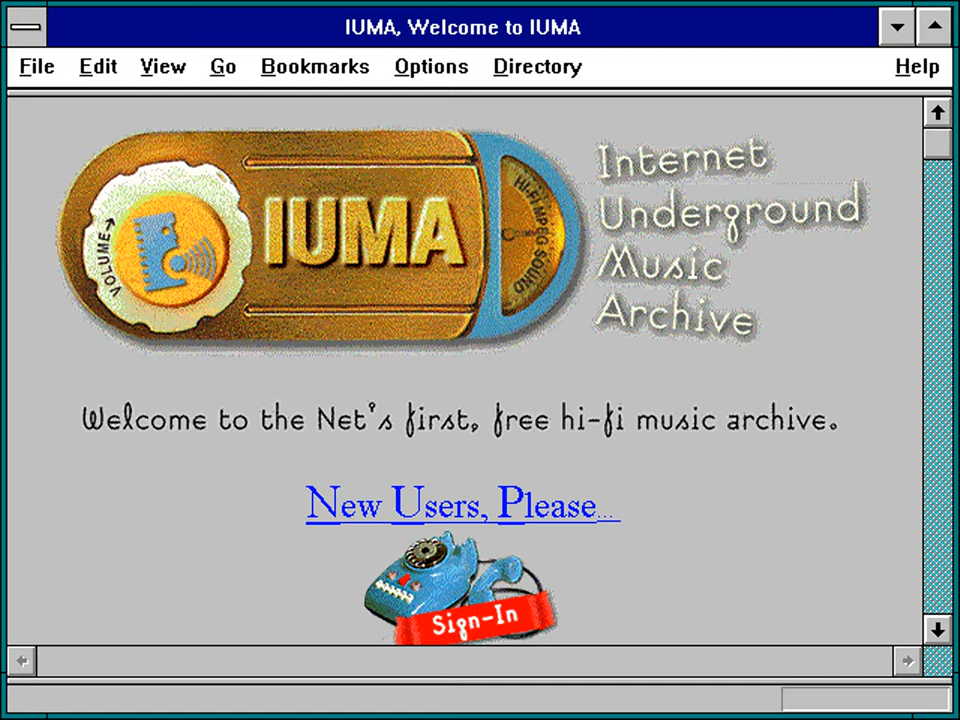 IUMA, Welcome to IUMA
File Edit View Go Bookmarks Options Directory Help
VOLUME
IUMA
HI-FI MPEG SOUND
Internet
Underground
Music
Archive
Welcome to the Net's first, free hi-fi music archive.
New Users, Please...
Sign-In